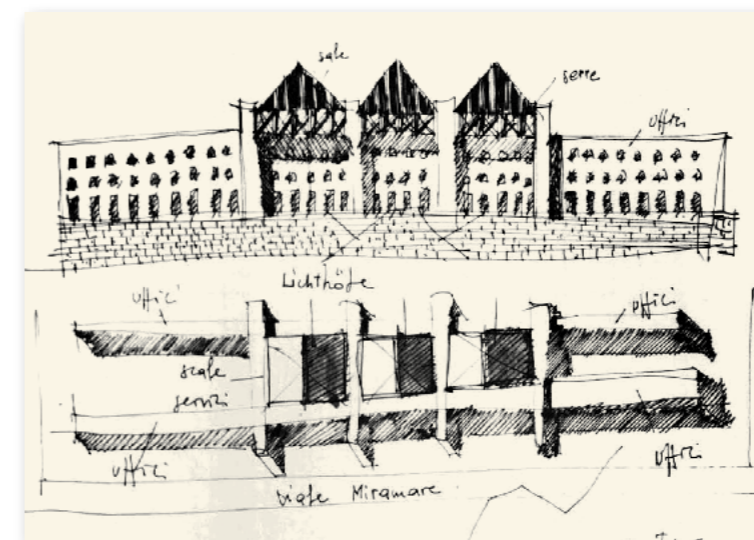 sale
serre
uffici
Lichthöfe
uffici
uffici
scale
servizi
uffici
uffici
viale Miramare